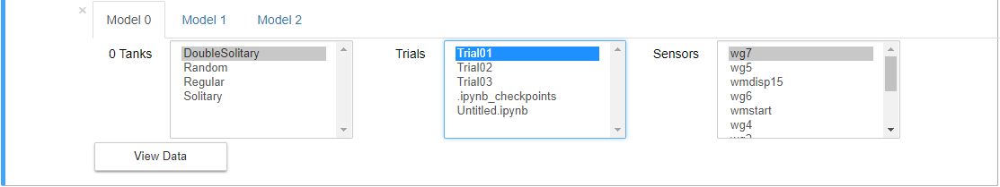 × Model 0 Model 1 Model 2
0 Tanks
DoubleSolitary
Random
Regular
Solitary
Trials
Trial01
Trial02
Trial03
.ipynb_checkpoints
Untitled.ipynb
Sensors
wg7
wg5
wmdisp15
wg6
wmstart
wg4
View Data